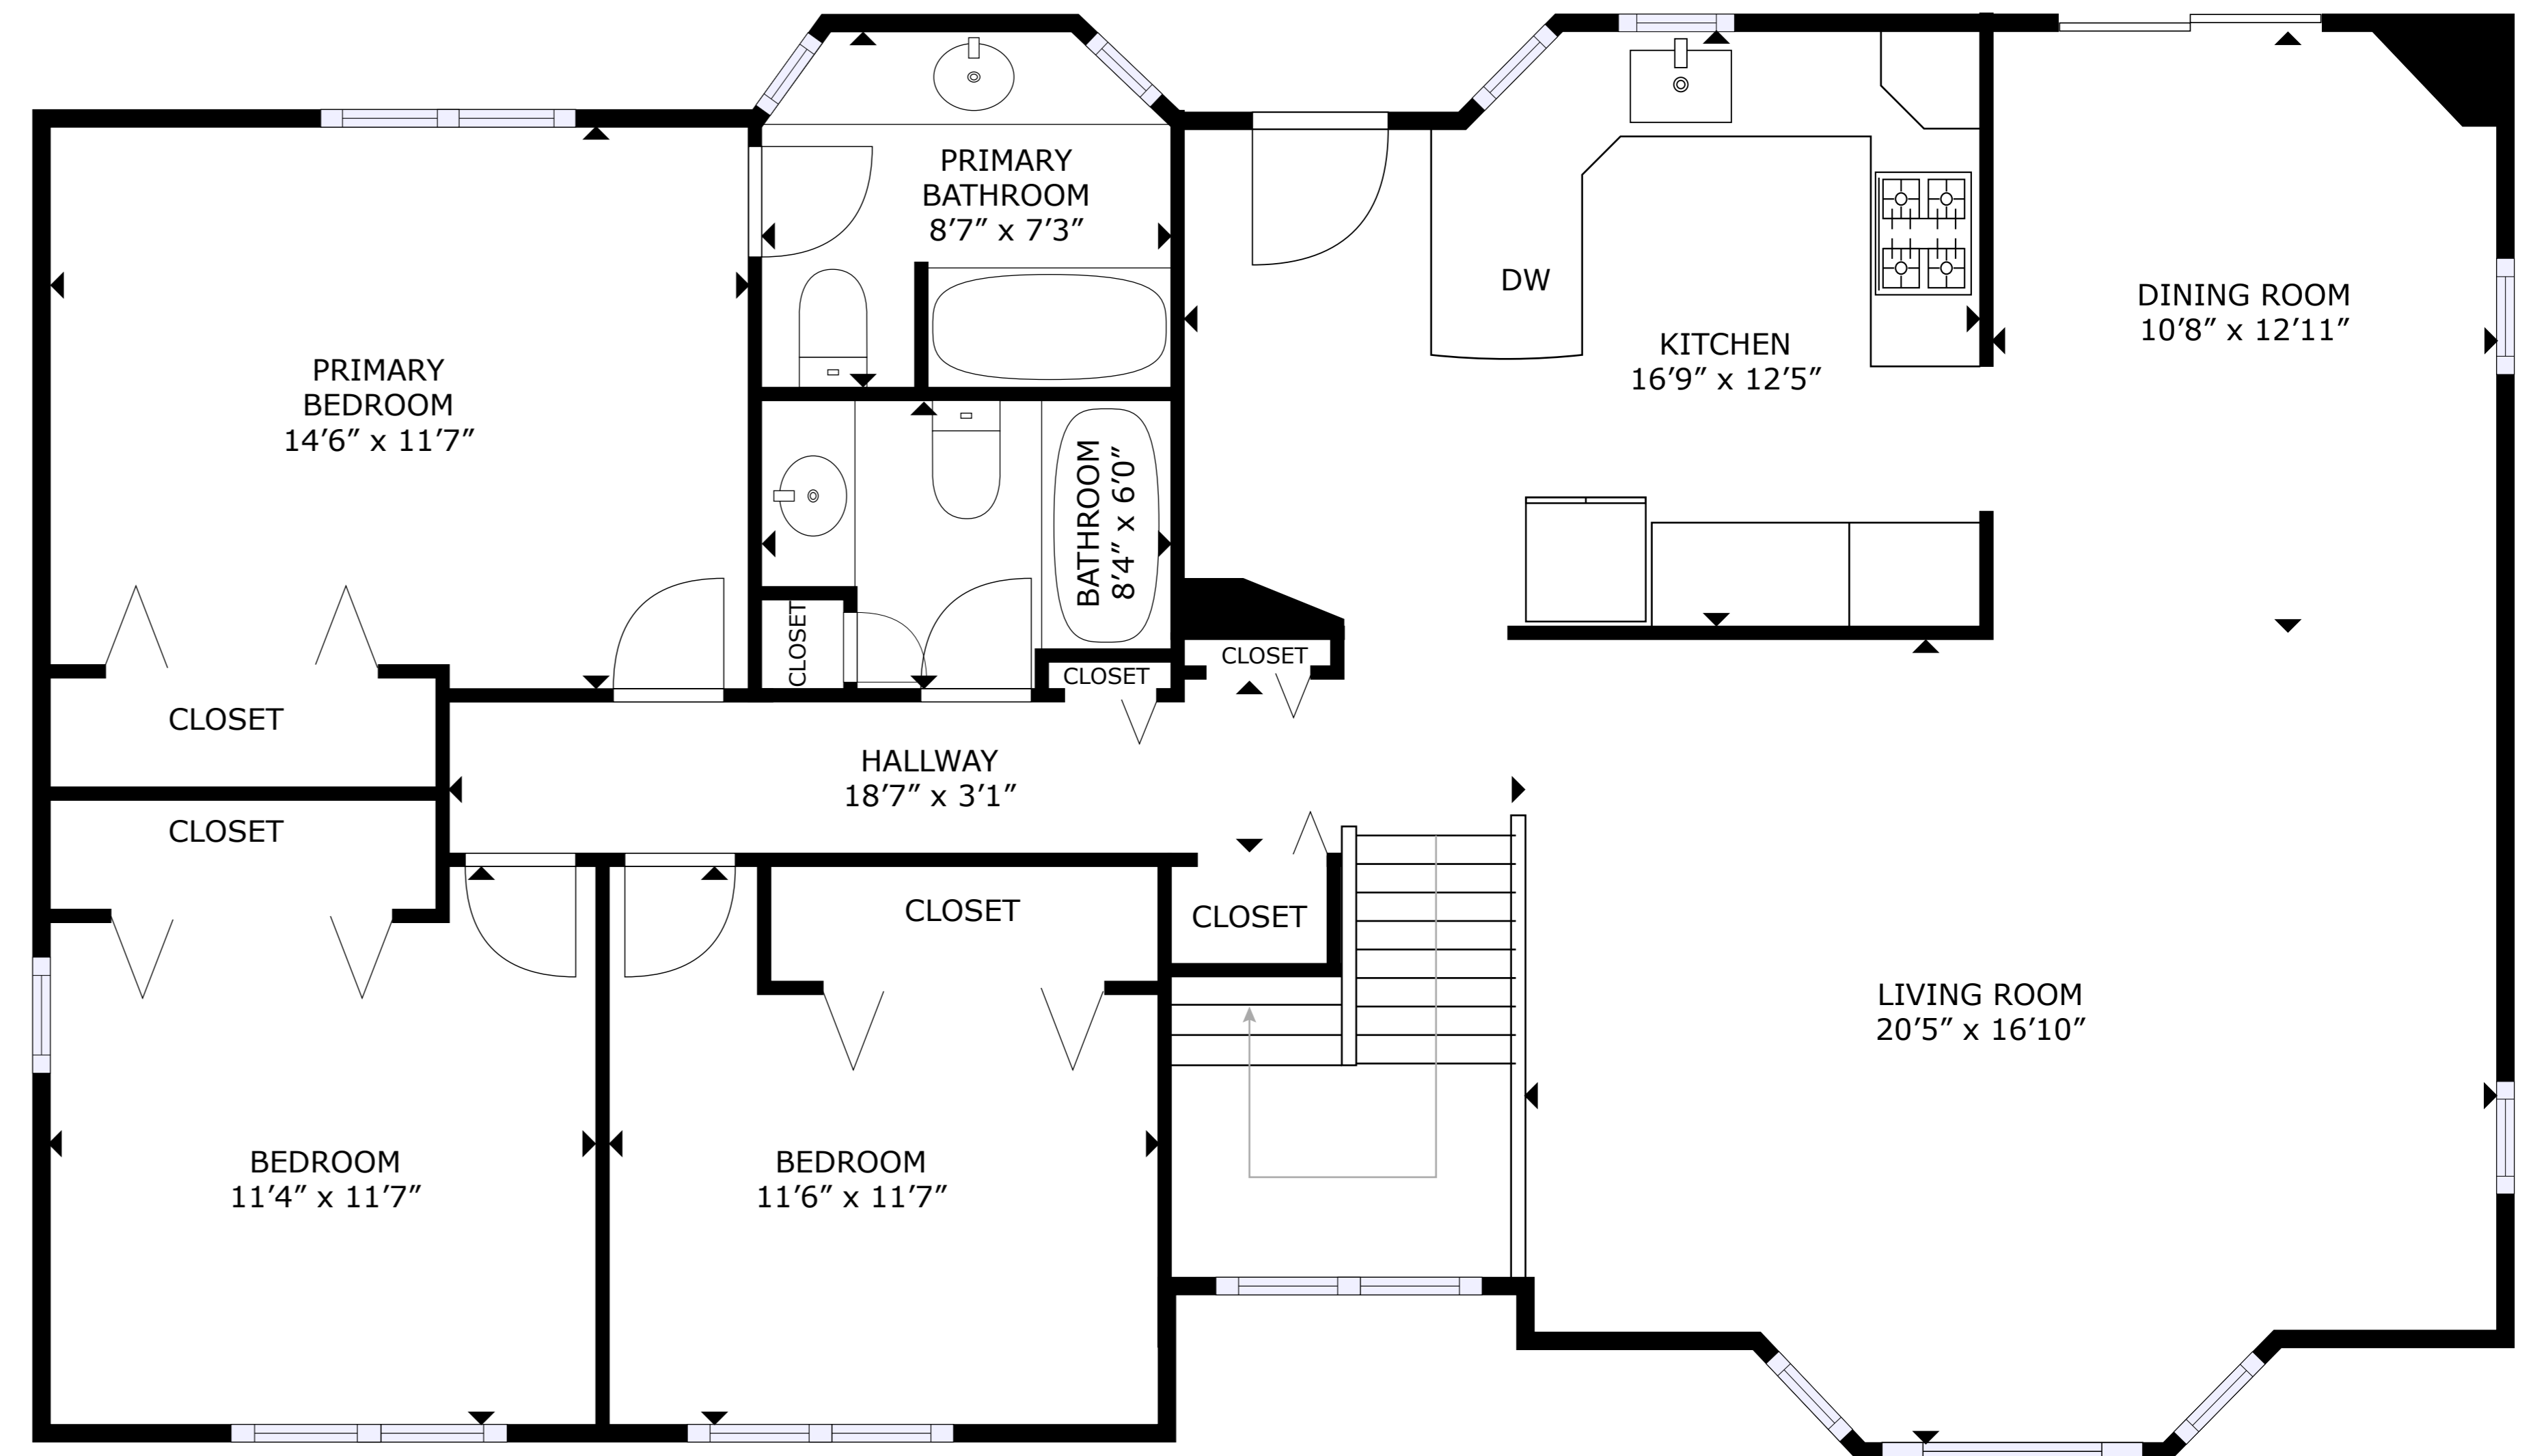 PRIMARY
BATHROOM
8’7” x 7’3”
DW
DINING ROOM
10’8” x 12’11”
KITCHEN
16’9” x 12’5”
PRIMARY
BEDROOM
14’6” x 11’7”
BATHROOM
8’4” x 6’0”
CLOSET
CLOSET
CLOSET
CLOSET
HALLWAY
18’7” x 3’1”
CLOSET
CLOSET
CLOSET
LIVING ROOM
20’5” x 16’10”
BEDROOM
11’4” x 11’7”
BEDROOM
11’6” x 11’7”